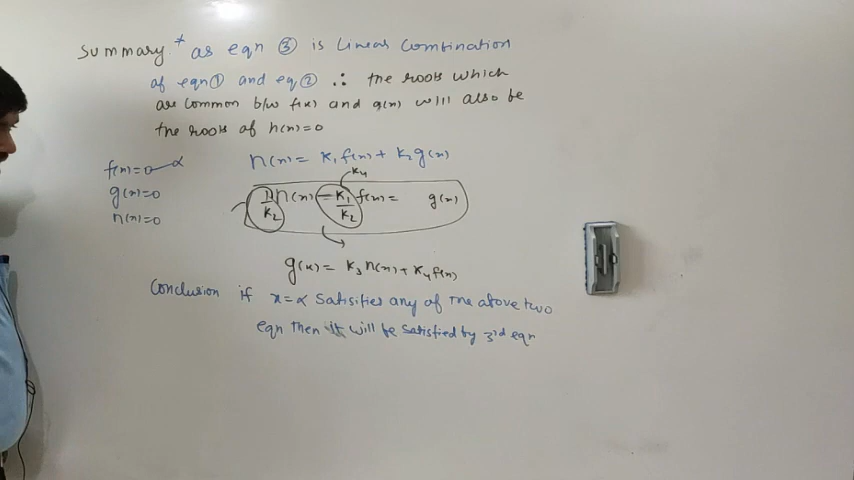 Summary * as eqn ③ is Linear Combination
of eqn① and eq② ∴ the roots which
are common b/w f(x) and g(x) will also be
the roots of h(x)=0
f(x)=0 α
g(x)=0
h(x)=0
h(x) = K₁f(x) + K₂g(x)
K₄
1/K₂ h(x) - K₁/K₂ f(x) = g(x)
g(x) = K₃h(x) + K₄f(x)
Conclusion if x=α Satisifies any of the above two
eqn then it will be satisfied by 3rd eqn